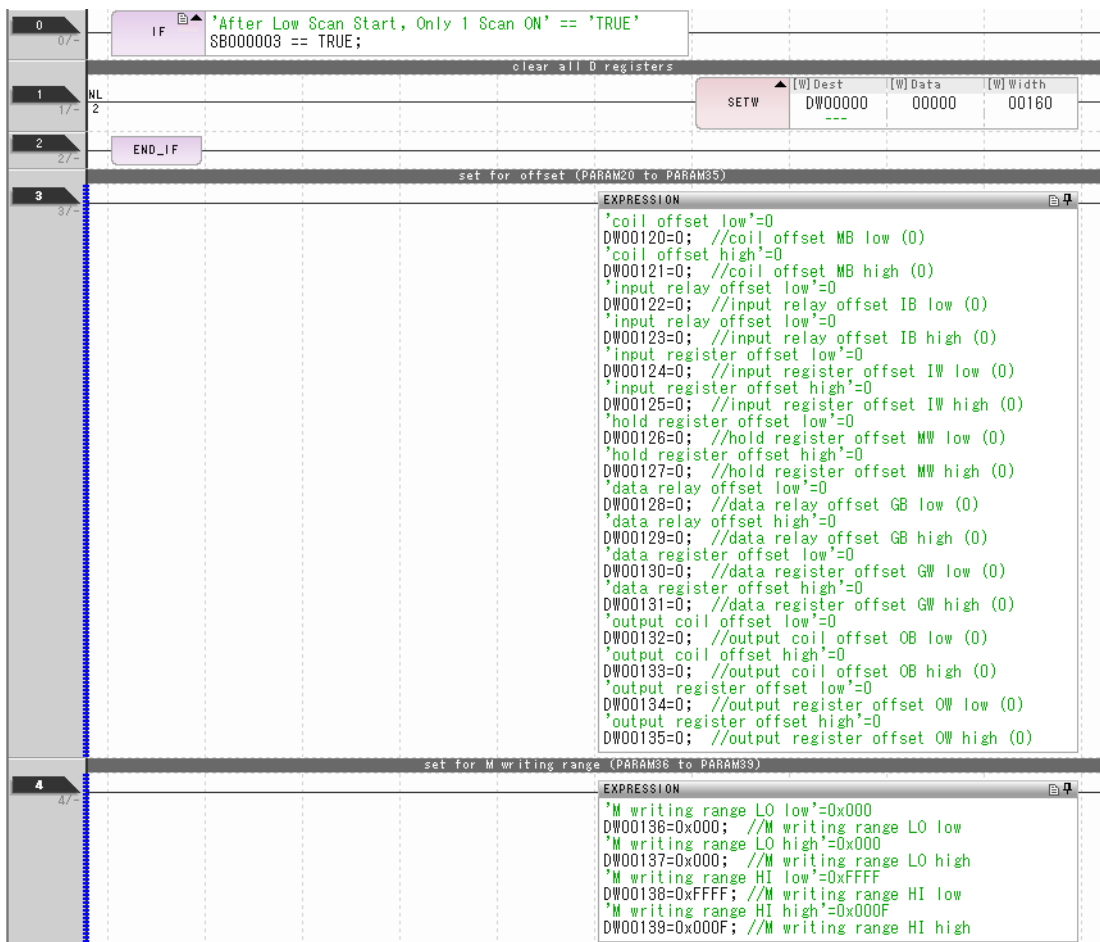 0
0/-
IF
'After Low Scan Start, Only 1 Scan ON' == 'TRUE'
SB000003 == TRUE;
clear all D registers
1
1/-
NL
2
SETW
[W]Dest [W]Data [W]Width
DW00000 00000 00160
---
2
2/-
END_IF
set for offset (PARAM20 to PARAM35)
3
3/-
EXPRESSION
'coil offset low'=0
DW00120=0; //coil offset MB low (0)
'coil offset high'=0
DW00121=0; //coil offset MB high (0)
'input relay offset low'=0
DW00122=0; //input relay offset IB low (0)
'input relay offset low'=0
DW00123=0; //input relay offset IB high (0)
'input register offset low'=0
DW00124=0; //input register offset IW low (0)
'input register offset high'=0
DW00125=0; //input register offset IW high (0)
'hold register offset low'=0
DW00126=0; //hold register offset MW low (0)
'hold register offset high'=0
DW00127=0; //hold register offset MW high (0)
'data relay offset low'=0
DW00128=0; //data relay offset GB low (0)
'data relay offset high'=0
DW00129=0; //data relay offset GB high (0)
'data register offset low'=0
DW00130=0; //data register offset GW low (0)
'data register offset high'=0
DW00131=0; //data register offset GW high (0)
'output coil offset low'=0
DW00132=0; //output coil offset OB low (0)
'output coil offset high'=0
DW00133=0; //output coil offset OB high (0)
'output register offset low'=0
DW00134=0; //output register offset OW low (0)
'output register offset high'=0
DW00135=0; //output register offset OW high (0)
set for M writing range (PARAM36 to PARAM39)
4
4/-
EXPRESSION
'M writing range LO low'=0x000
DW00136=0x000; //M writing range LO low
'M writing range LO high'=0x000
DW00137=0x000; //M writing range LO high
'M writing range HI low'=0xFFFF
DW00138=0xFFFF; //M writing range HI low
'M writing range HI high'=0x000F
DW00139=0x000F; //M writing range HI high